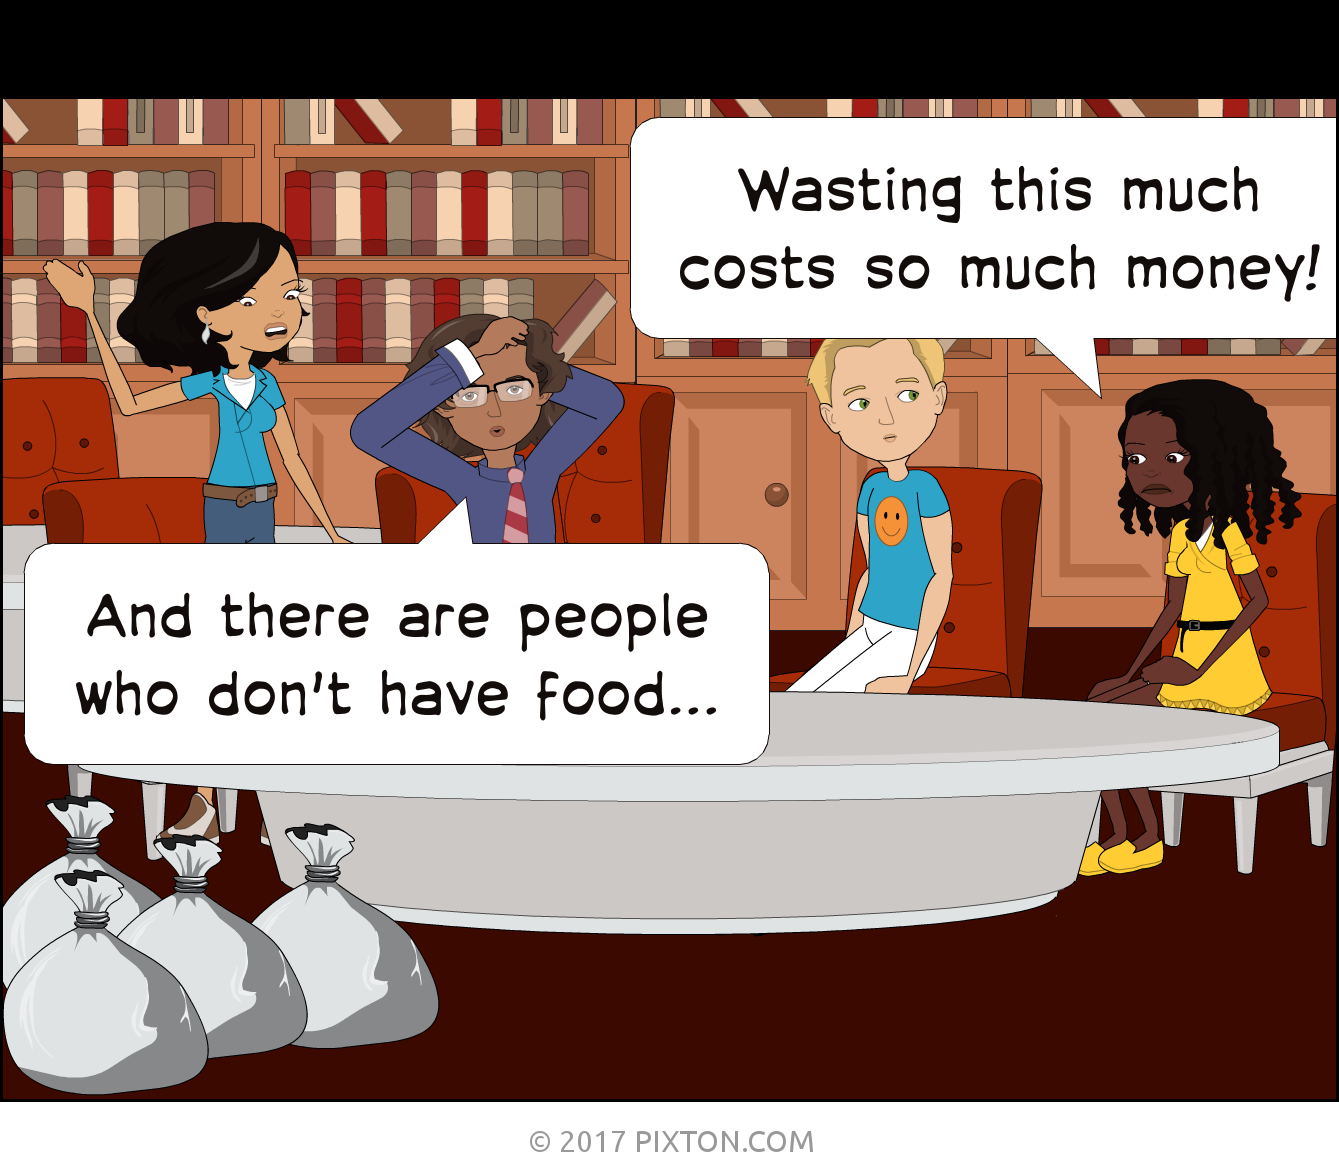 Wasting this much
costs so much money!
And there are people
who don't have food...
© 2017 PIXTON.COM